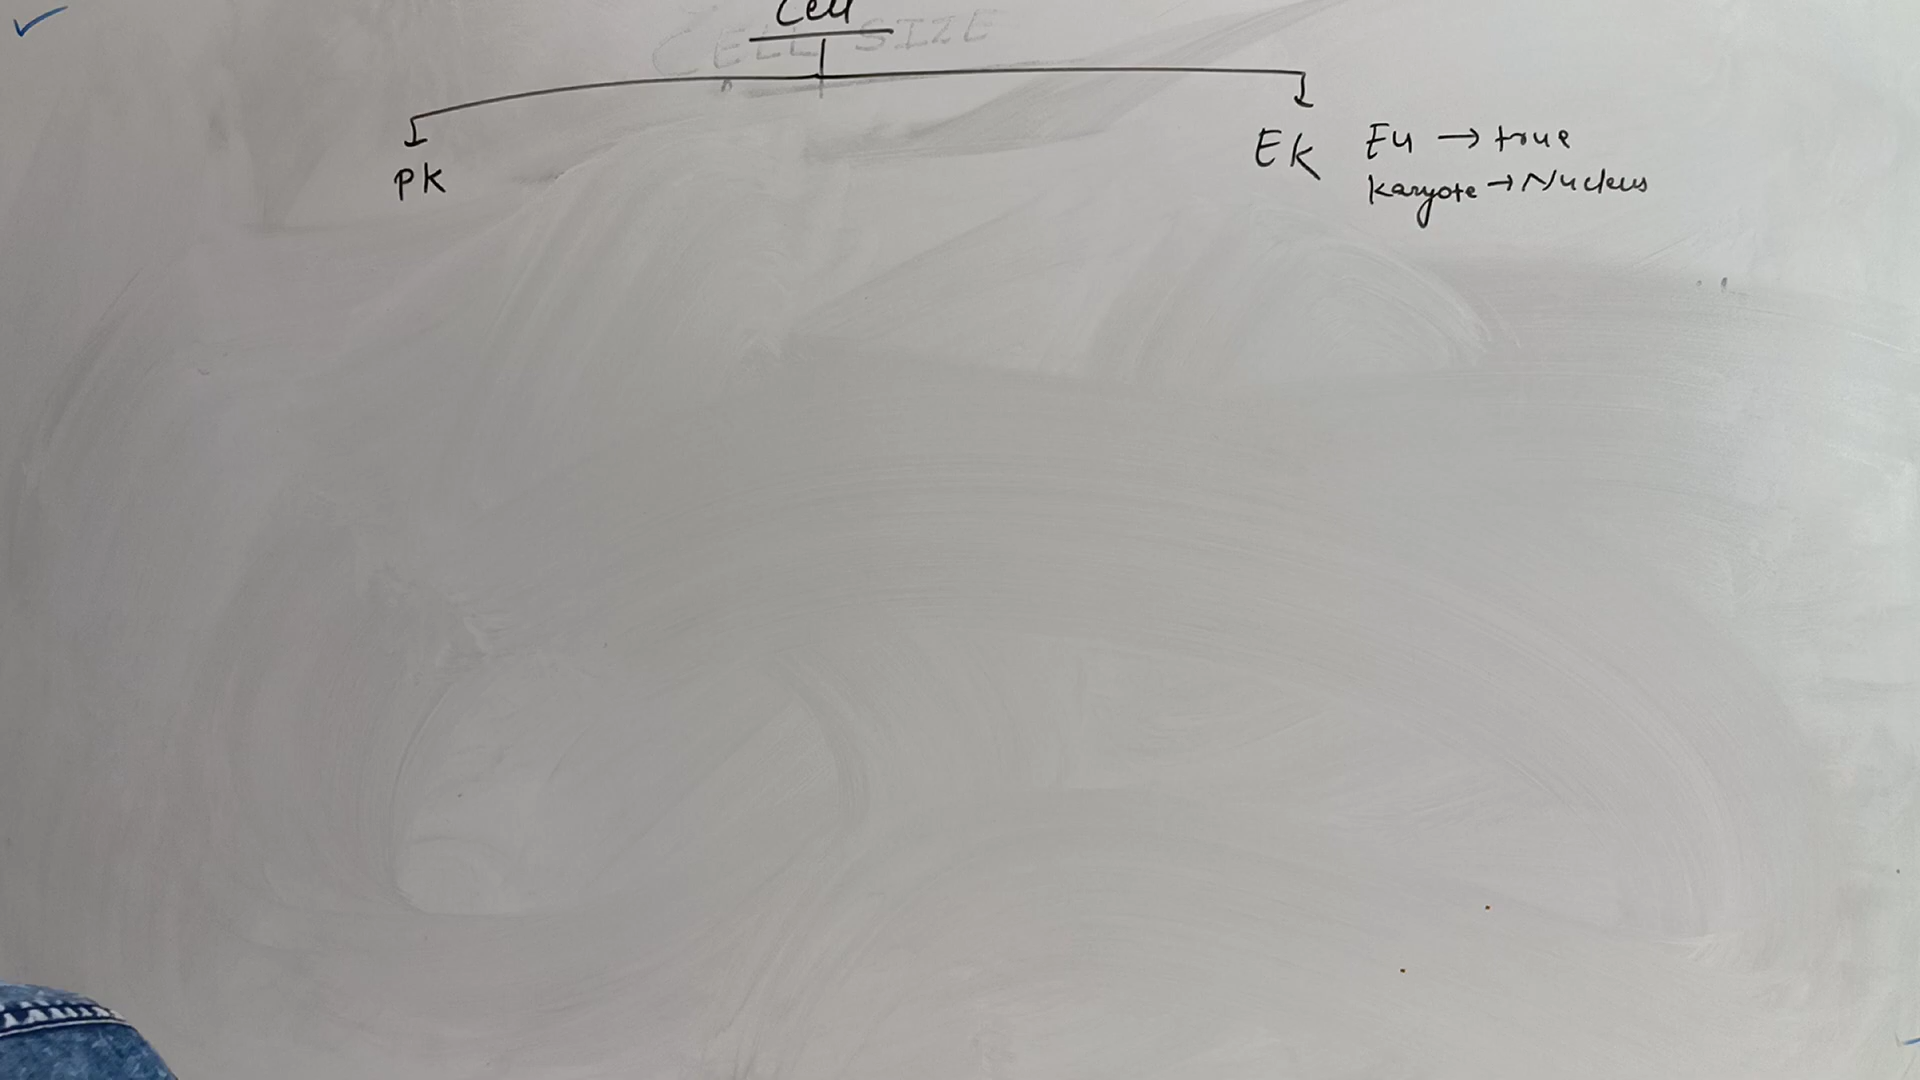 Cell
CELL SIZE
PK
EK
Eu → true
Karyote → Nucleus